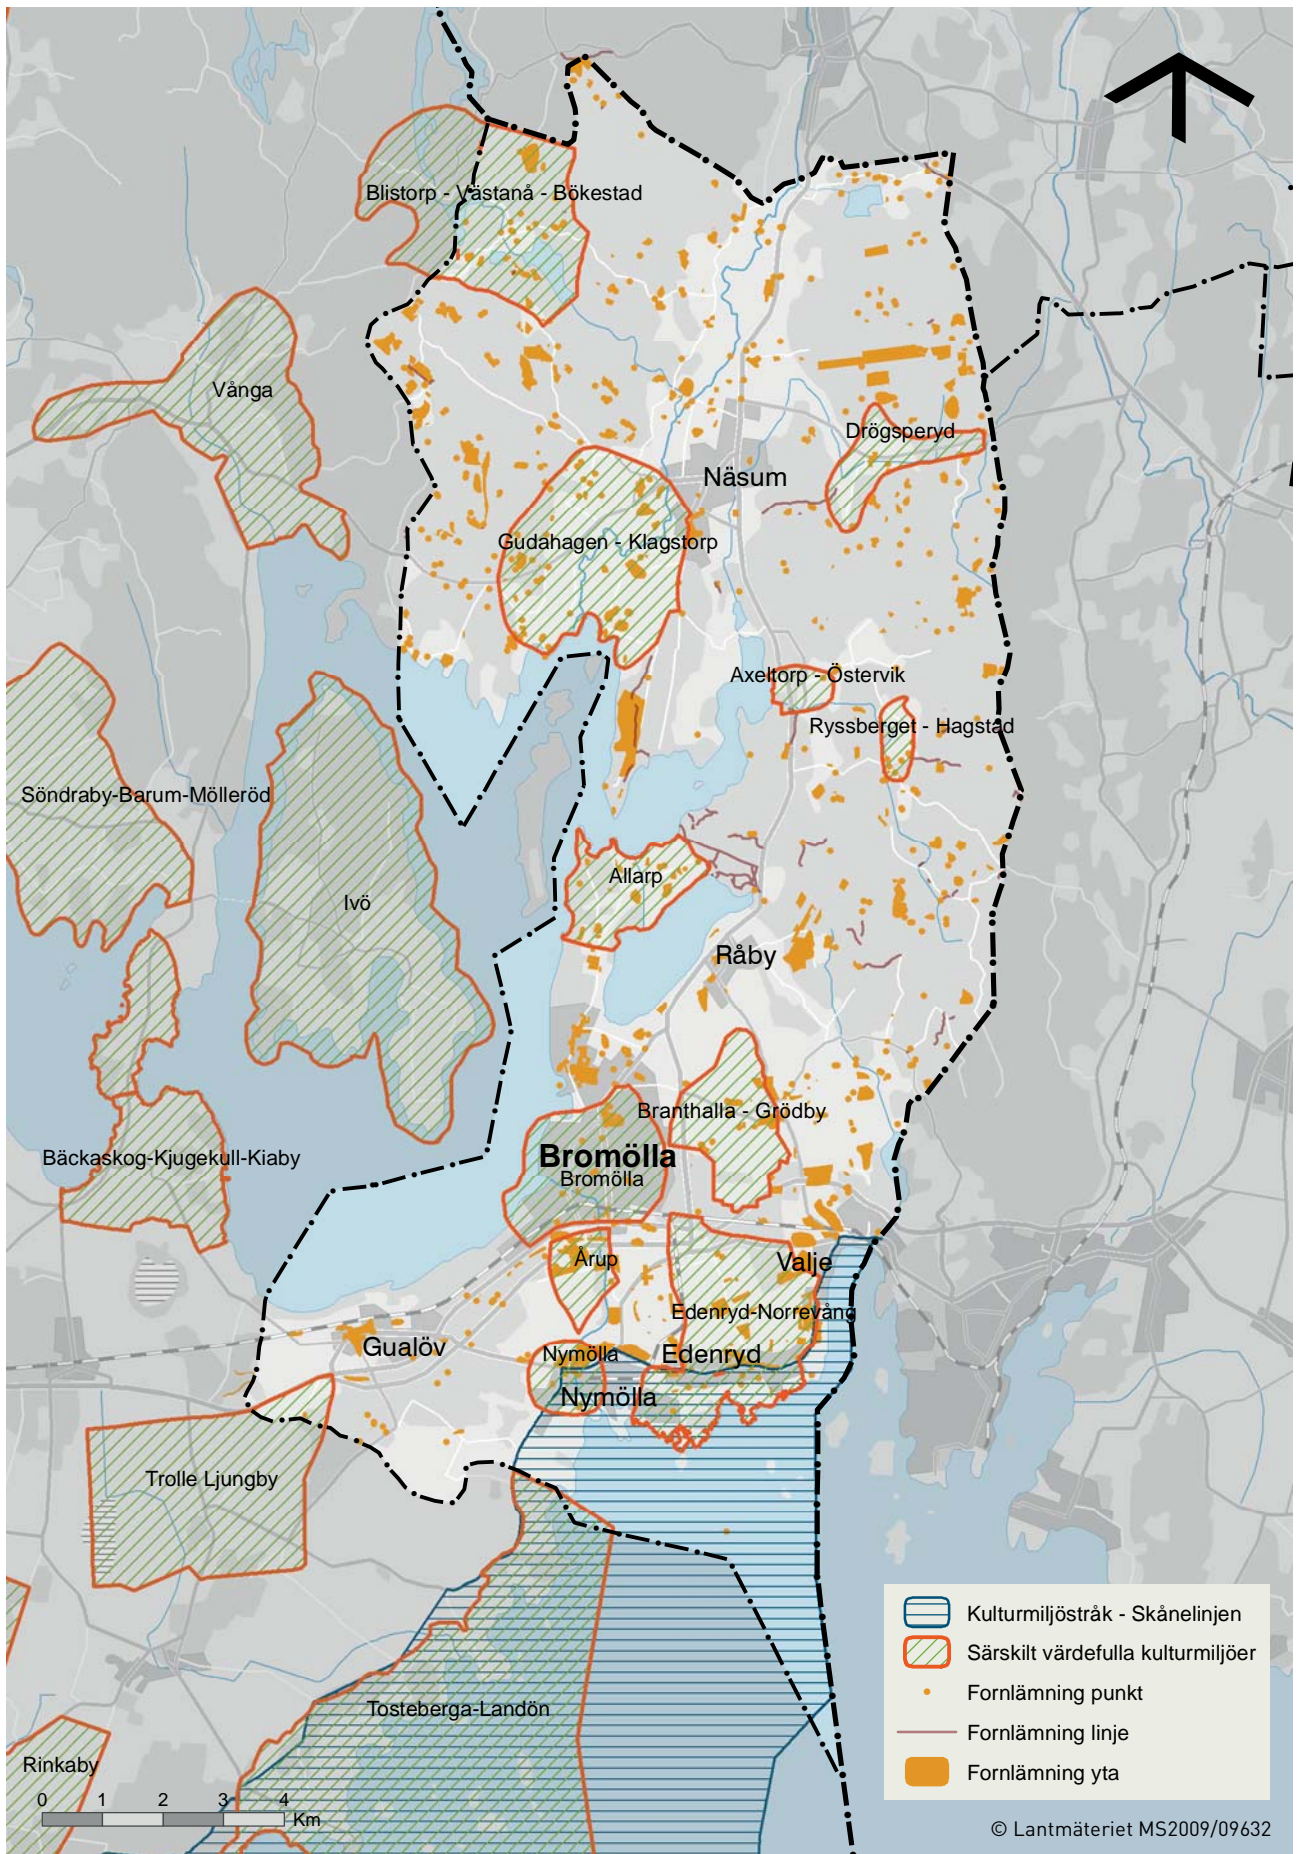 Blistorp - Västanå - Bökestad
Vånga
Drögsperyd
Näsum
Gudahagen - Klagstorp
Axeltorp - Östervik
Ryssberget - Hagstad
Söndraby-Barum-Mölleröd
Allarp
Ivö
Råby
Branthalla - Grödby
Bromölla
Bäckaskog-Kjugekull-Kiaby
Bromölla
Årup
Valje
Edenryd-Norrevång
Gualöv
Nymölla
Edenryd
Nymölla
Trolle Ljungby
Tosteberga-Landön
Rinkaby
0 1 2 3 4
Km
Kulturmiljöstråk - Skånelinjen
Särskilt värdefulla kulturmiljöer
Fornlämning punkt
Fornlämning linje
Fornlämning yta
© Lantmäteriet MS2009/09632